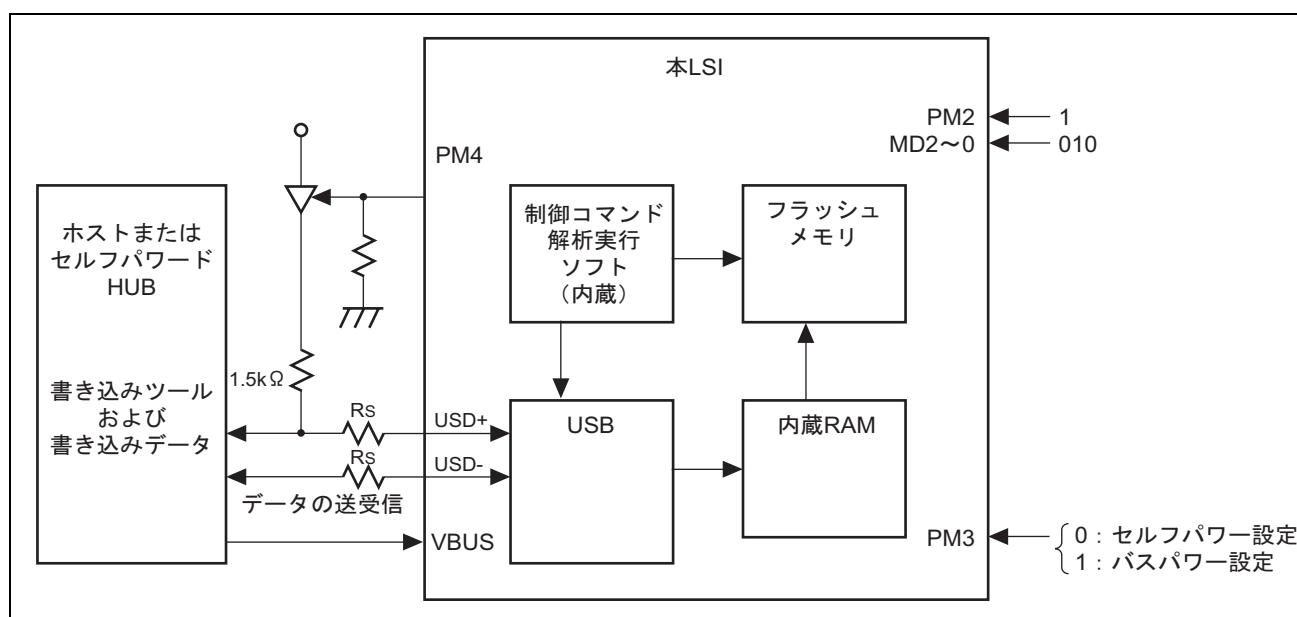 本LSI
PM2
1
MD2～0
010
PM4
ホストまたは
セルフパワード
HUB
書き込みツール
および
書き込みデータ
1.5kΩ
制御コマンド
解析実行
ソフト
（内蔵）
フラッシュ
メモリ
Rs
USD+
Rs
USD-
データの送受信
VBUS
USB
内蔵RAM
PM3
0：セルフパワー設定
1：バスパワー設定